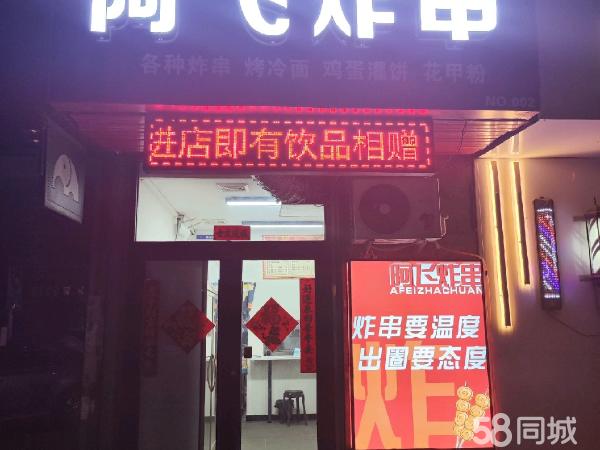 阿飞炸串
各种炸串 烤冷面 鸡蛋灌饼 花甲粉
NO.002
进店即有饮品相赠
阿飞炸串
AFEIZHACHUAN
炸串要温度
出圈要态度
炸
58同城